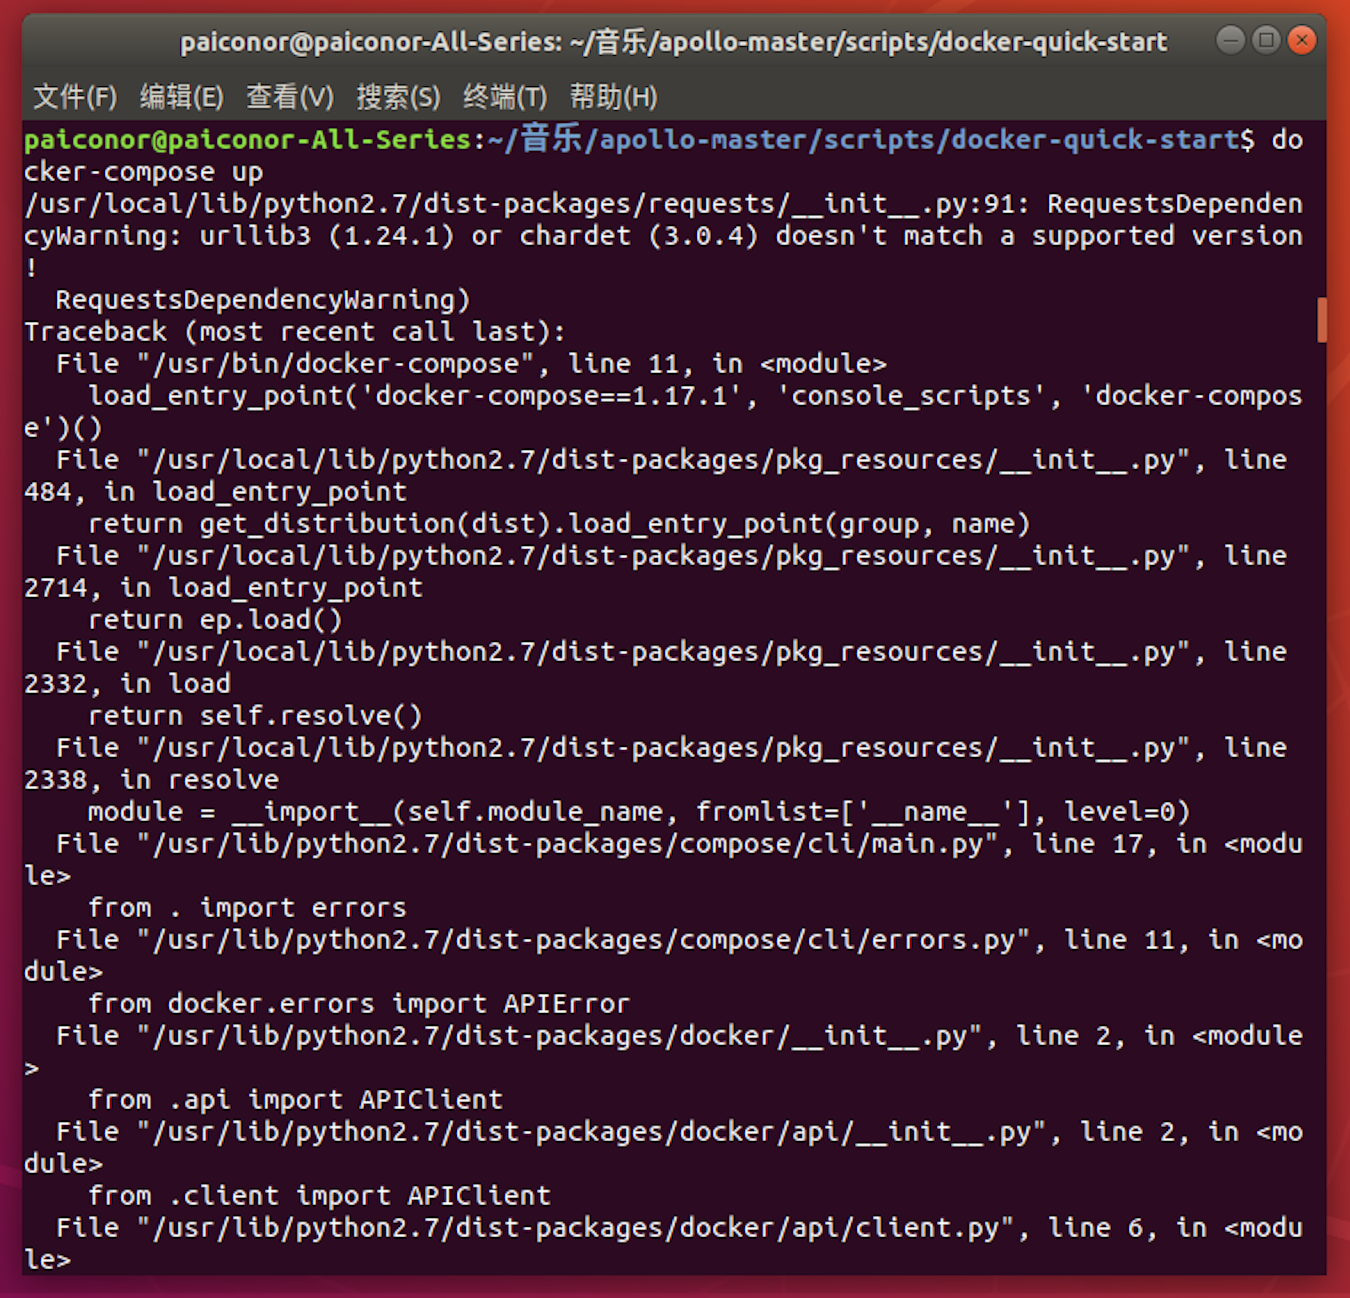 paiconor@paiconor-All-Series: ~/音乐/apollo-master/scripts/docker-quick-start
文件(F) 编辑(E) 查看(V) 搜索(S) 终端(T) 帮助(H)
paiconor@paiconor-All-Series:~/音乐/apollo-master/scripts/docker-quick-start$ do
cker-compose up
/usr/local/lib/python2.7/dist-packages/requests/__init__.py:91: RequestsDependen
cyWarning: urllib3 (1.24.1) or chardet (3.0.4) doesn't match a supported version
!
  RequestsDependencyWarning)
Traceback (most recent call last):
  File "/usr/bin/docker-compose", line 11, in <module>
    load_entry_point('docker-compose==1.17.1', 'console_scripts', 'docker-compos
e')()
  File "/usr/local/lib/python2.7/dist-packages/pkg_resources/__init__.py", line
484, in load_entry_point
    return get_distribution(dist).load_entry_point(group, name)
  File "/usr/local/lib/python2.7/dist-packages/pkg_resources/__init__.py", line
2714, in load_entry_point
    return ep.load()
  File "/usr/local/lib/python2.7/dist-packages/pkg_resources/__init__.py", line
2332, in load
    return self.resolve()
  File "/usr/local/lib/python2.7/dist-packages/pkg_resources/__init__.py", line
2338, in resolve
    module = __import__(self.module_name, fromlist=['__name__'], level=0)
  File "/usr/lib/python2.7/dist-packages/compose/cli/main.py", line 17, in <modu
le>
    from . import errors
  File "/usr/lib/python2.7/dist-packages/compose/cli/errors.py", line 11, in <mo
dule>
    from docker.errors import APIError
  File "/usr/lib/python2.7/dist-packages/docker/__init__.py", line 2, in <module
>
    from .api import APIClient
  File "/usr/lib/python2.7/dist-packages/docker/api/__init__.py", line 2, in <mo
dule>
    from .client import APIClient
  File "/usr/lib/python2.7/dist-packages/docker/api/client.py", line 6, in <modu
le>